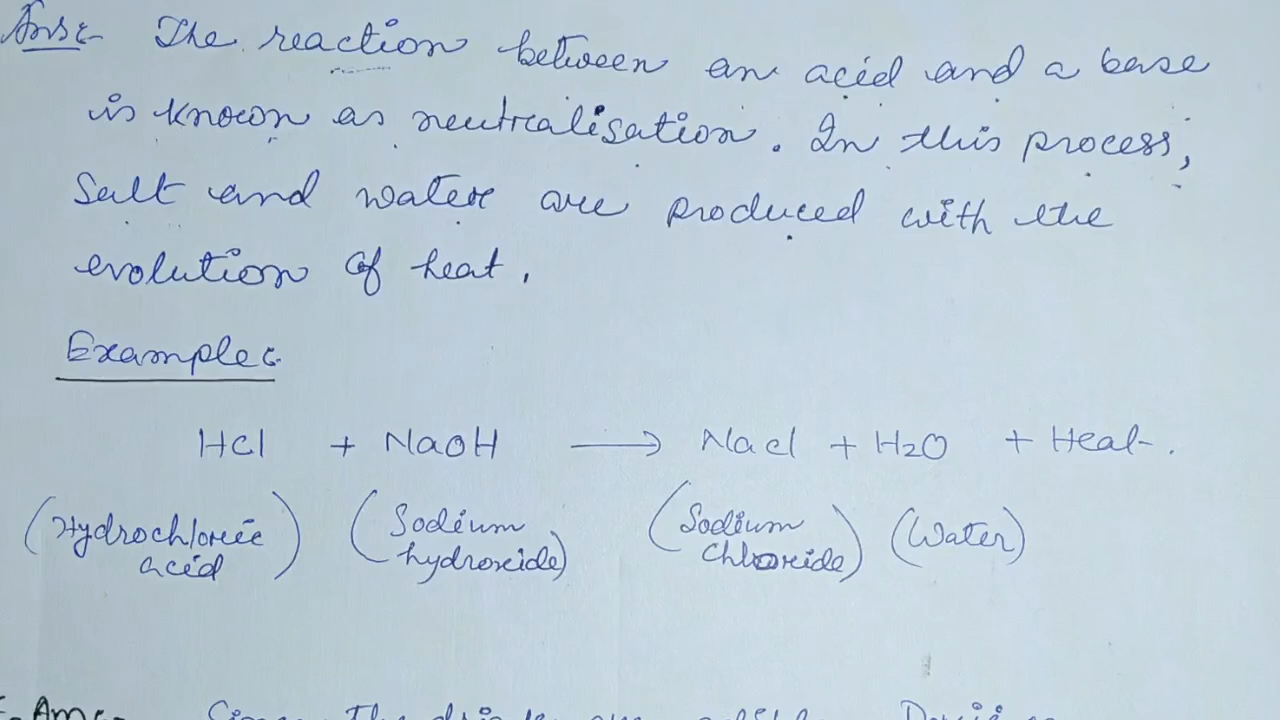 Ans:- The reaction between an acid and a base
is known as neutralisation. In this process,
Salt and water are produced with the
evolution of heat.
Example:
HCl + NaOH ⟶ Nacl + H2O + Heat.
(Hydrochloric acid) (Sodium hydroxide) (Sodium chloride) (Water)